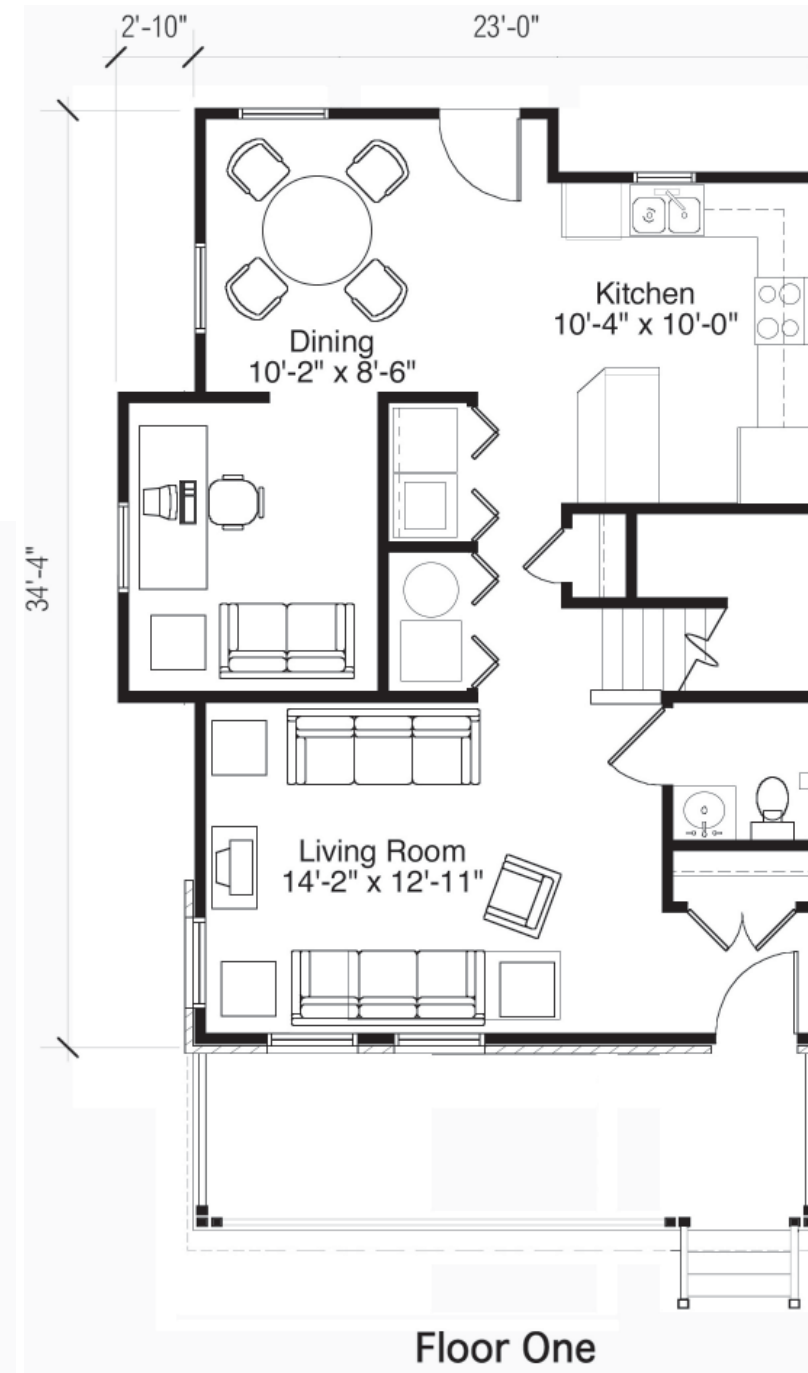 2'-10"
23'-0"
Kitchen
10'-4" x 10'-0"
Dining
10'-2" x 8'-6"
34'-4"
Living Room
14'-2" x 12'-11"
Floor One